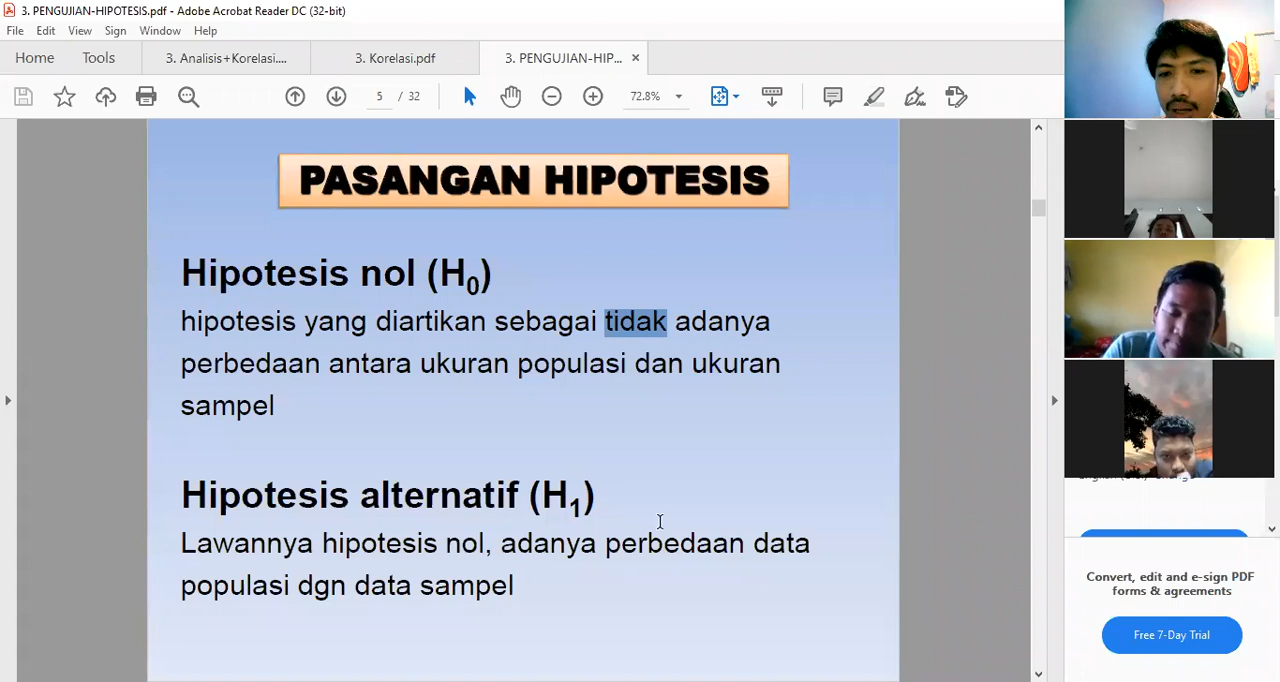 3. PENGUJIAN-HIPOTESIS.pdf - Adobe Acrobat Reader DC (32-bit)
File Edit View Sign Window Help
Home Tools 3. Analisis+Korelasi.... 3. Korelasi.pdf 3. PENGUJIAN-HIP... ×
5 / 32 72.8%
PASANGAN HIPOTESIS
Hipotesis nol (H0)
hipotesis yang diartikan sebagai tidak adanya
perbedaan antara ukuran populasi dan ukuran
sampel
Hipotesis alternatif (H1)
Lawannya hipotesis nol, adanya perbedaan data
populasi dgn data sampel
Convert, edit and e-sign PDF
forms & agreements
Free 7-Day Trial